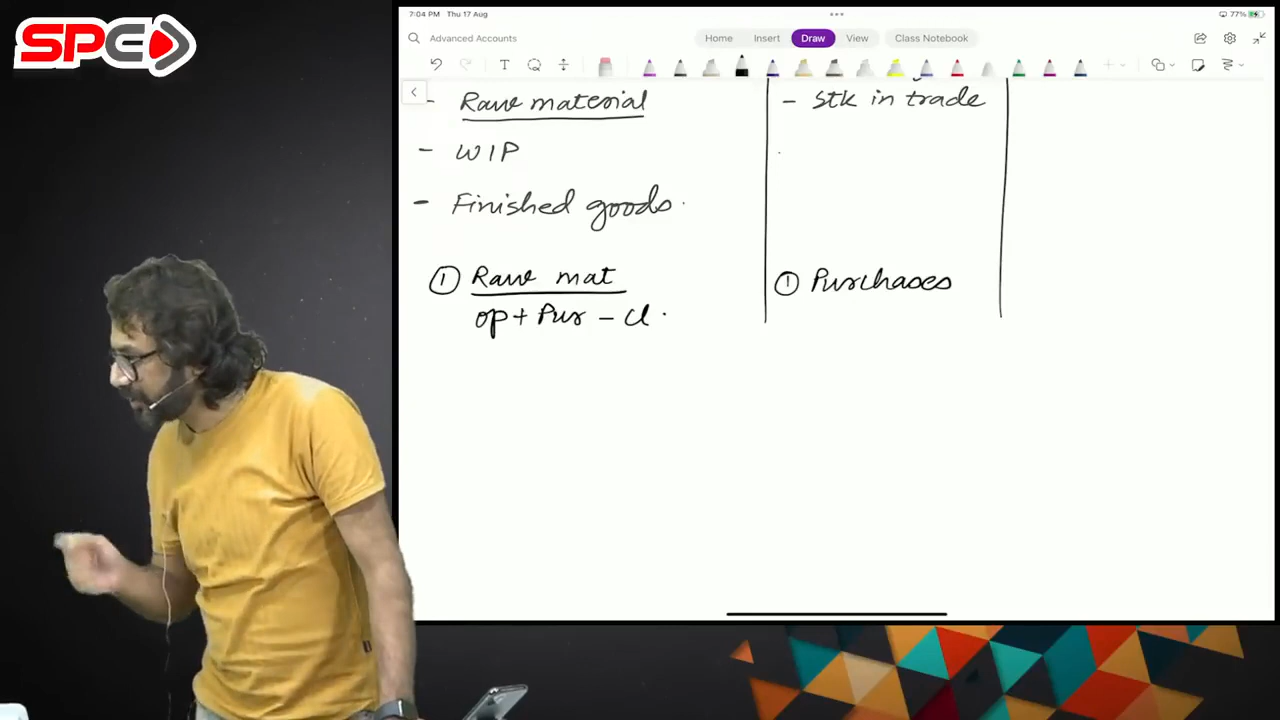 SPE
7:04 PM Thu 17 Aug
77%
Advanced Accounts
Home Insert Draw View Class Notebook
- Raw material
- WIP
- Finished goods
① Raw mat
op + Pur - cl
- Stk in trade
① Purchases